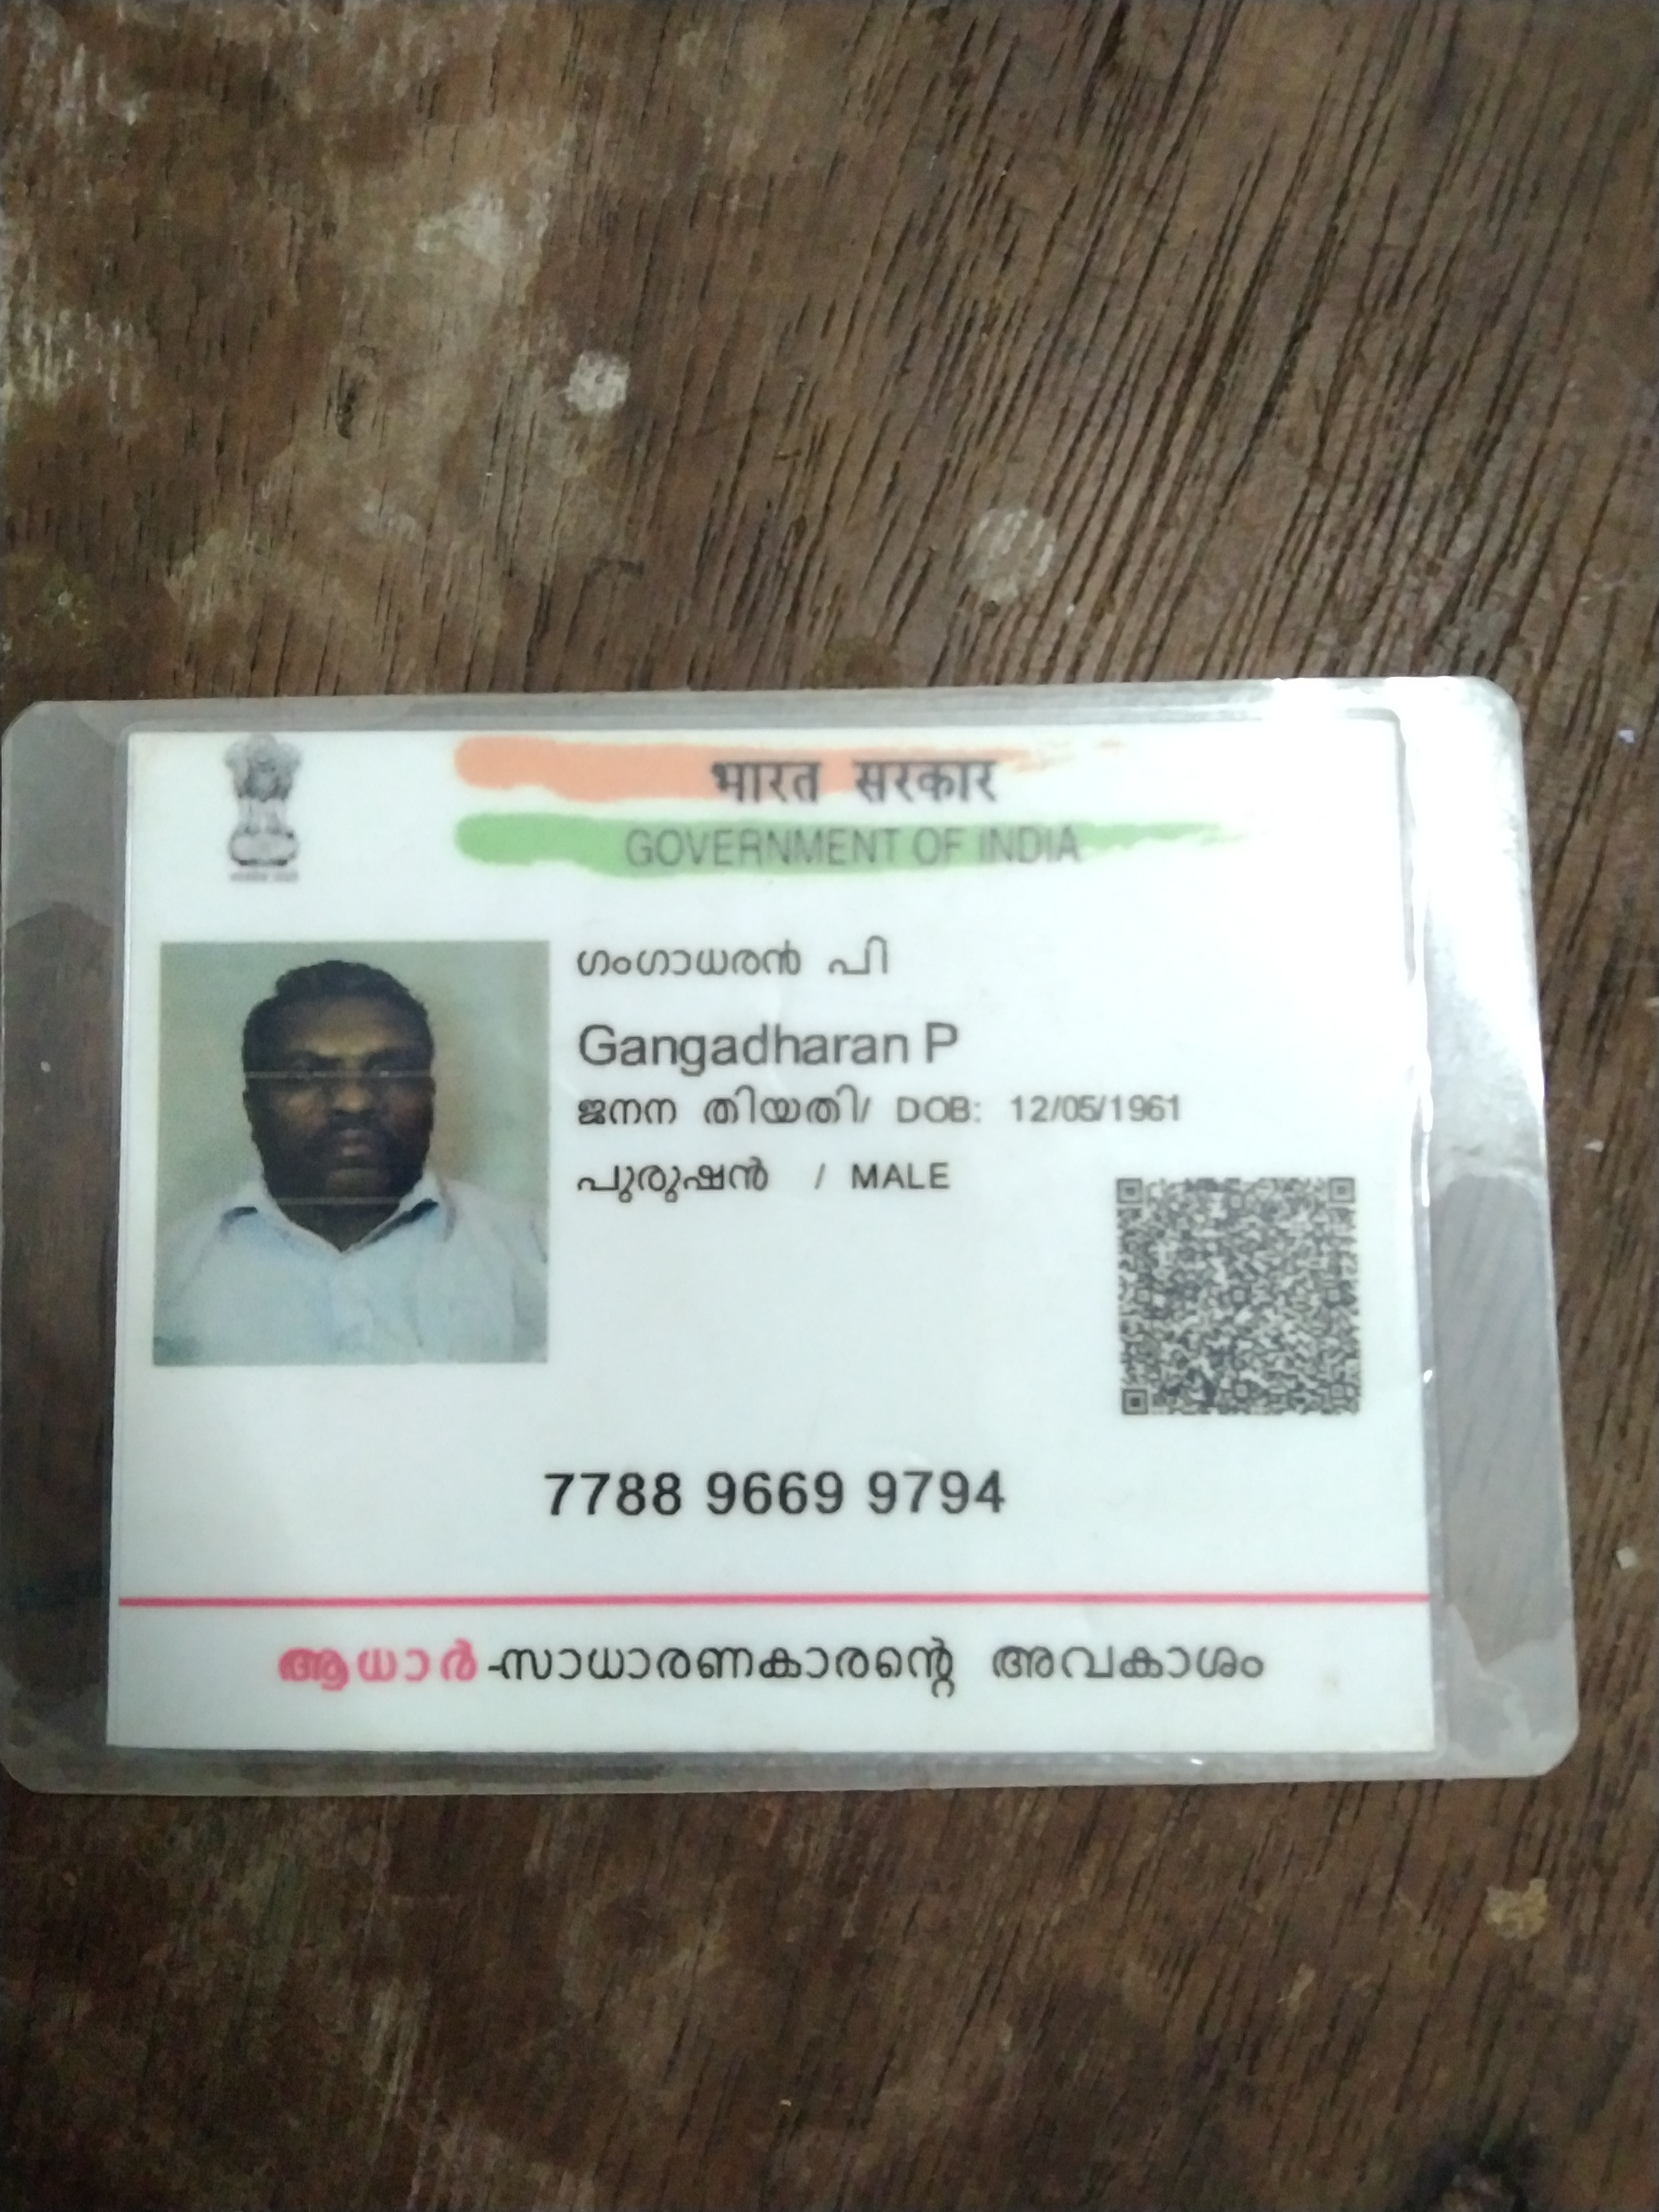 भारत सरकार
GOVERNMENT OF INDIA
ഗംഗാധരൻ പി
Gangadharan P
ജനന തിയതി/ DOB: 12/05/1961
പുരുഷൻ / MALE
7788 9669 9794
ആധാർ-സാധാരണകാരന്റെ അവകാശം